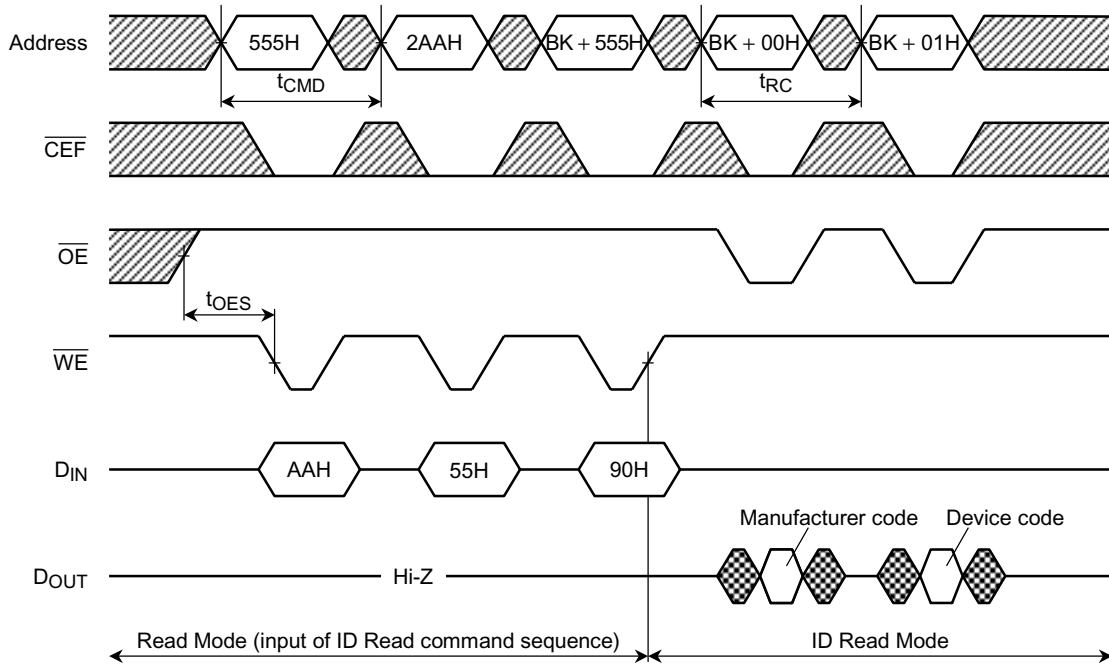 Address 555H 2AAH BK + 555H BK + 00H BK + 01H
tCMD tRC
CEF
OE
tOES
WE
DIN AAH 55H 90H
Manufacturer code Device code
DOUT Hi-Z
Read Mode (input of ID Read command sequence) ID Read Mode